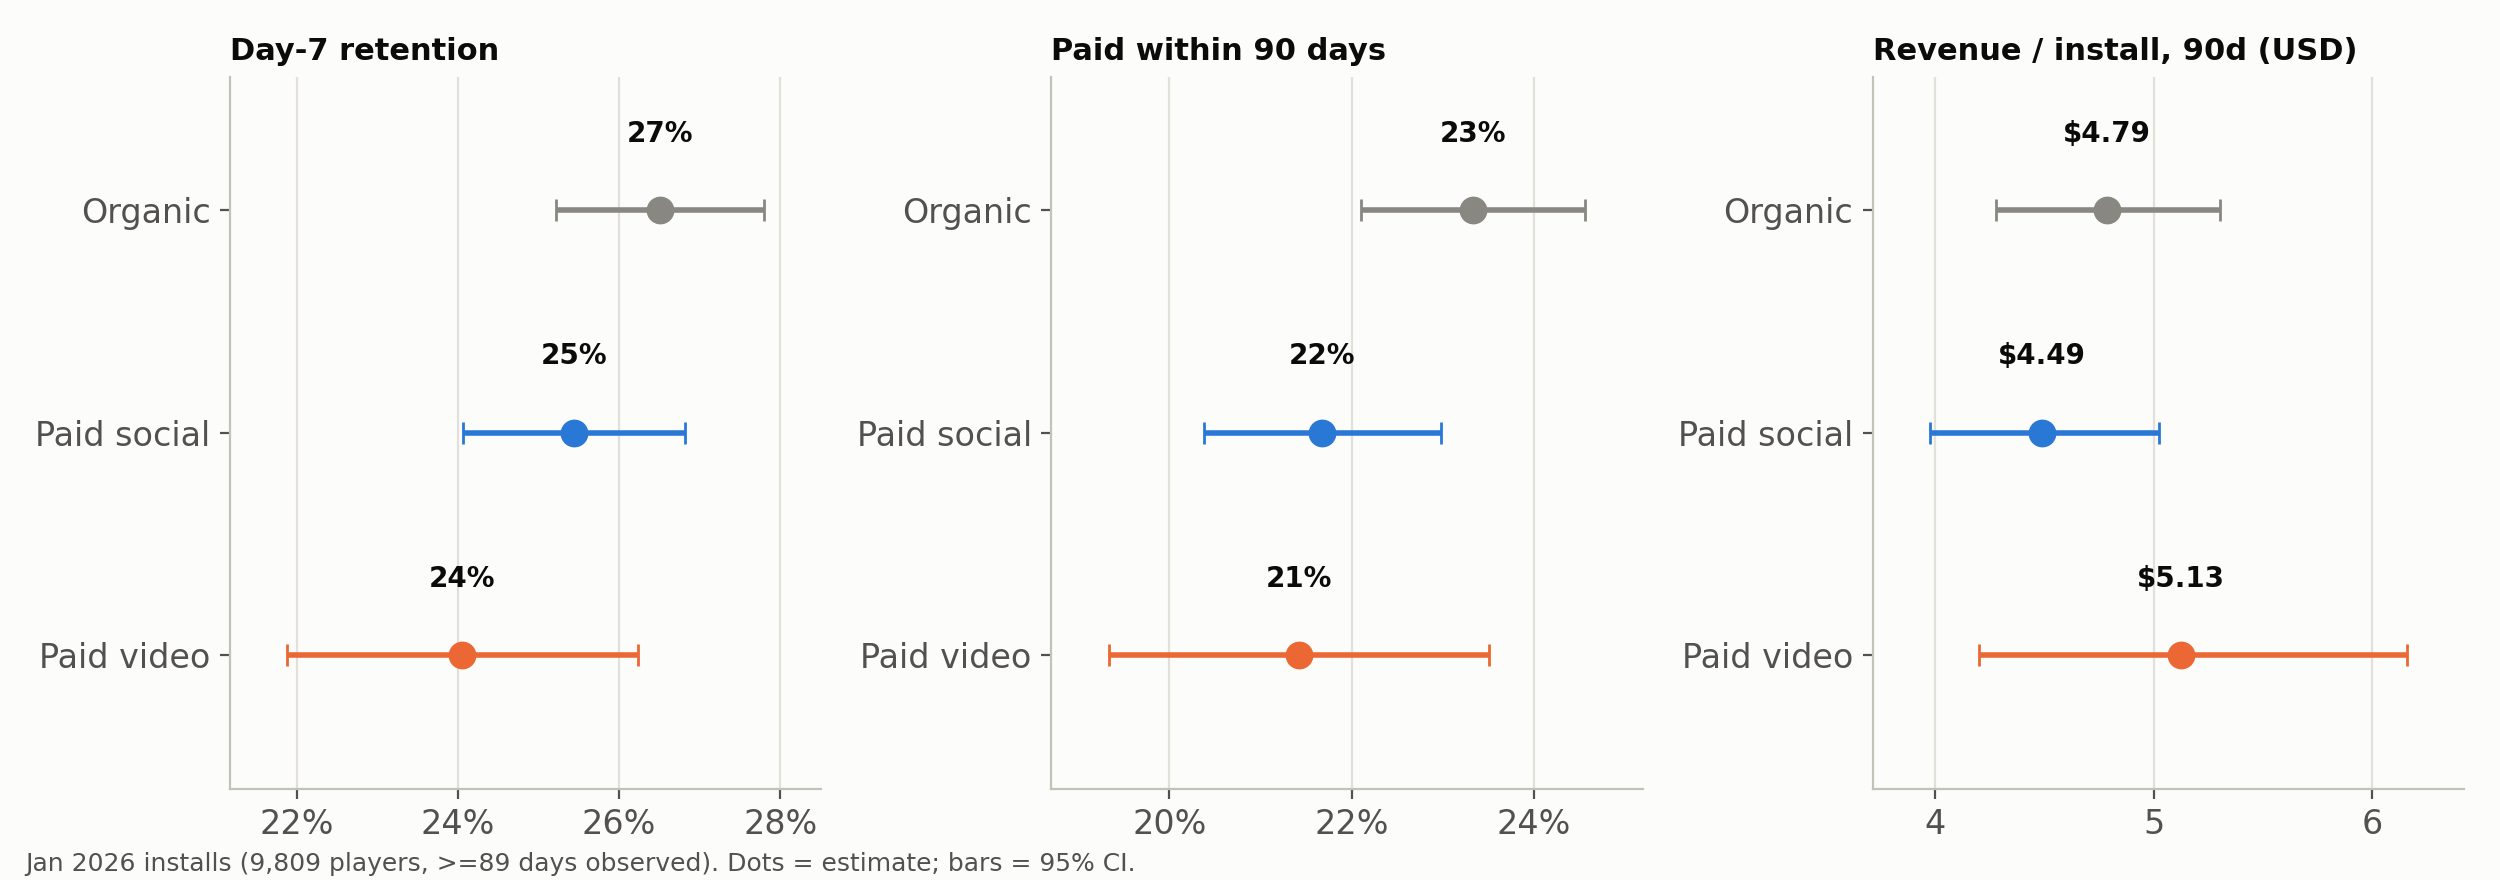 Day-7 retention
27%
Organic
25%
Paid social
24%
Paid video
22% 24% 26% 28%
Paid within 90 days
23%
Organic
22%
Paid social
21%
Paid video
20% 22% 24%
Revenue / install, 90d (USD)
$4.79
Organic
$4.49
Paid social
$5.13
Paid video
4 5 6
Jan 2026 installs (9,809 players, >=89 days observed). Dots = estimate; bars = 95% CI.